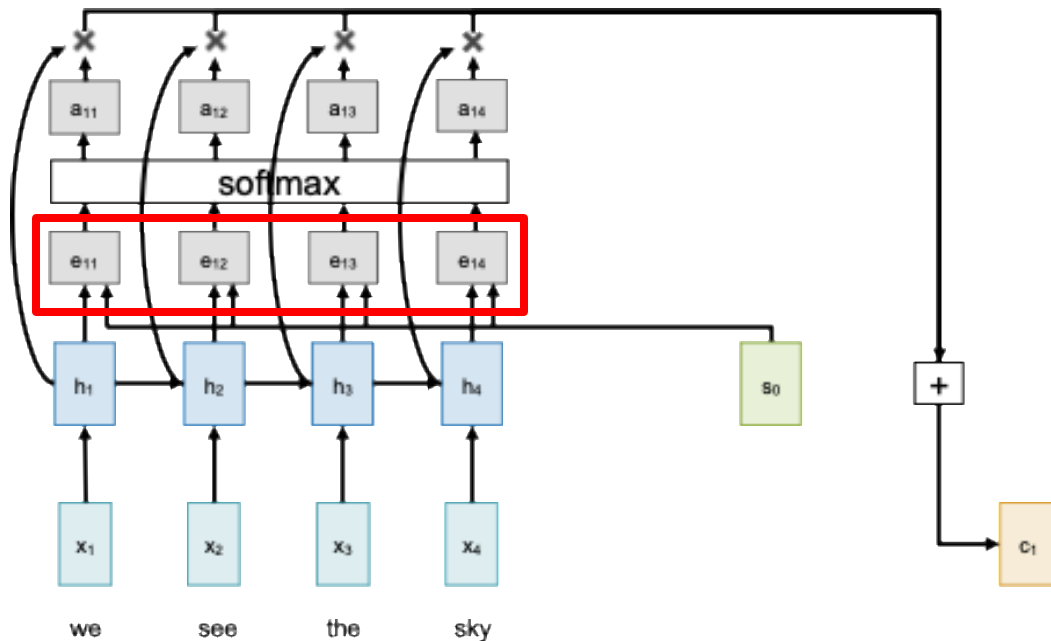 a₁₁ a₁₂ a₁₃ a₁₄
softmax
e₁₁ e₁₂ e₁₃ e₁₄
h₁ h₂ h₃ h₄ s₀ +
x₁ x₂ x₃ x₄ c₁
we see the sky